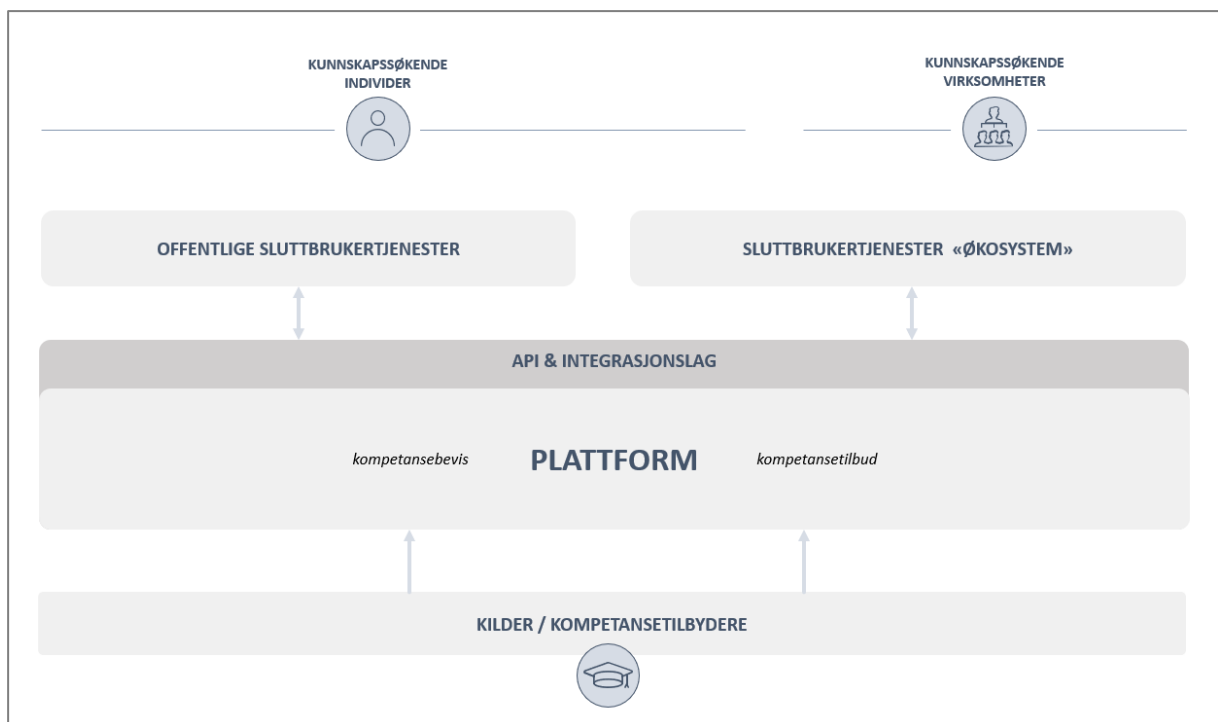 KUNNSKAPSSØKENDE
INDIVIDER
KUNNSKAPSSØKENDE
VIRKSOMHETER
OFFENTLIGE SLUTTBRUKERTJENESTER
SLUTTBRUKERTJENESTER «ØKOSYSTEM»
API & INTEGRASJONSLAG
kompetansebevis PLATTFORM kompetansetilbud
KILDER / KOMPETANSETILBYDERE